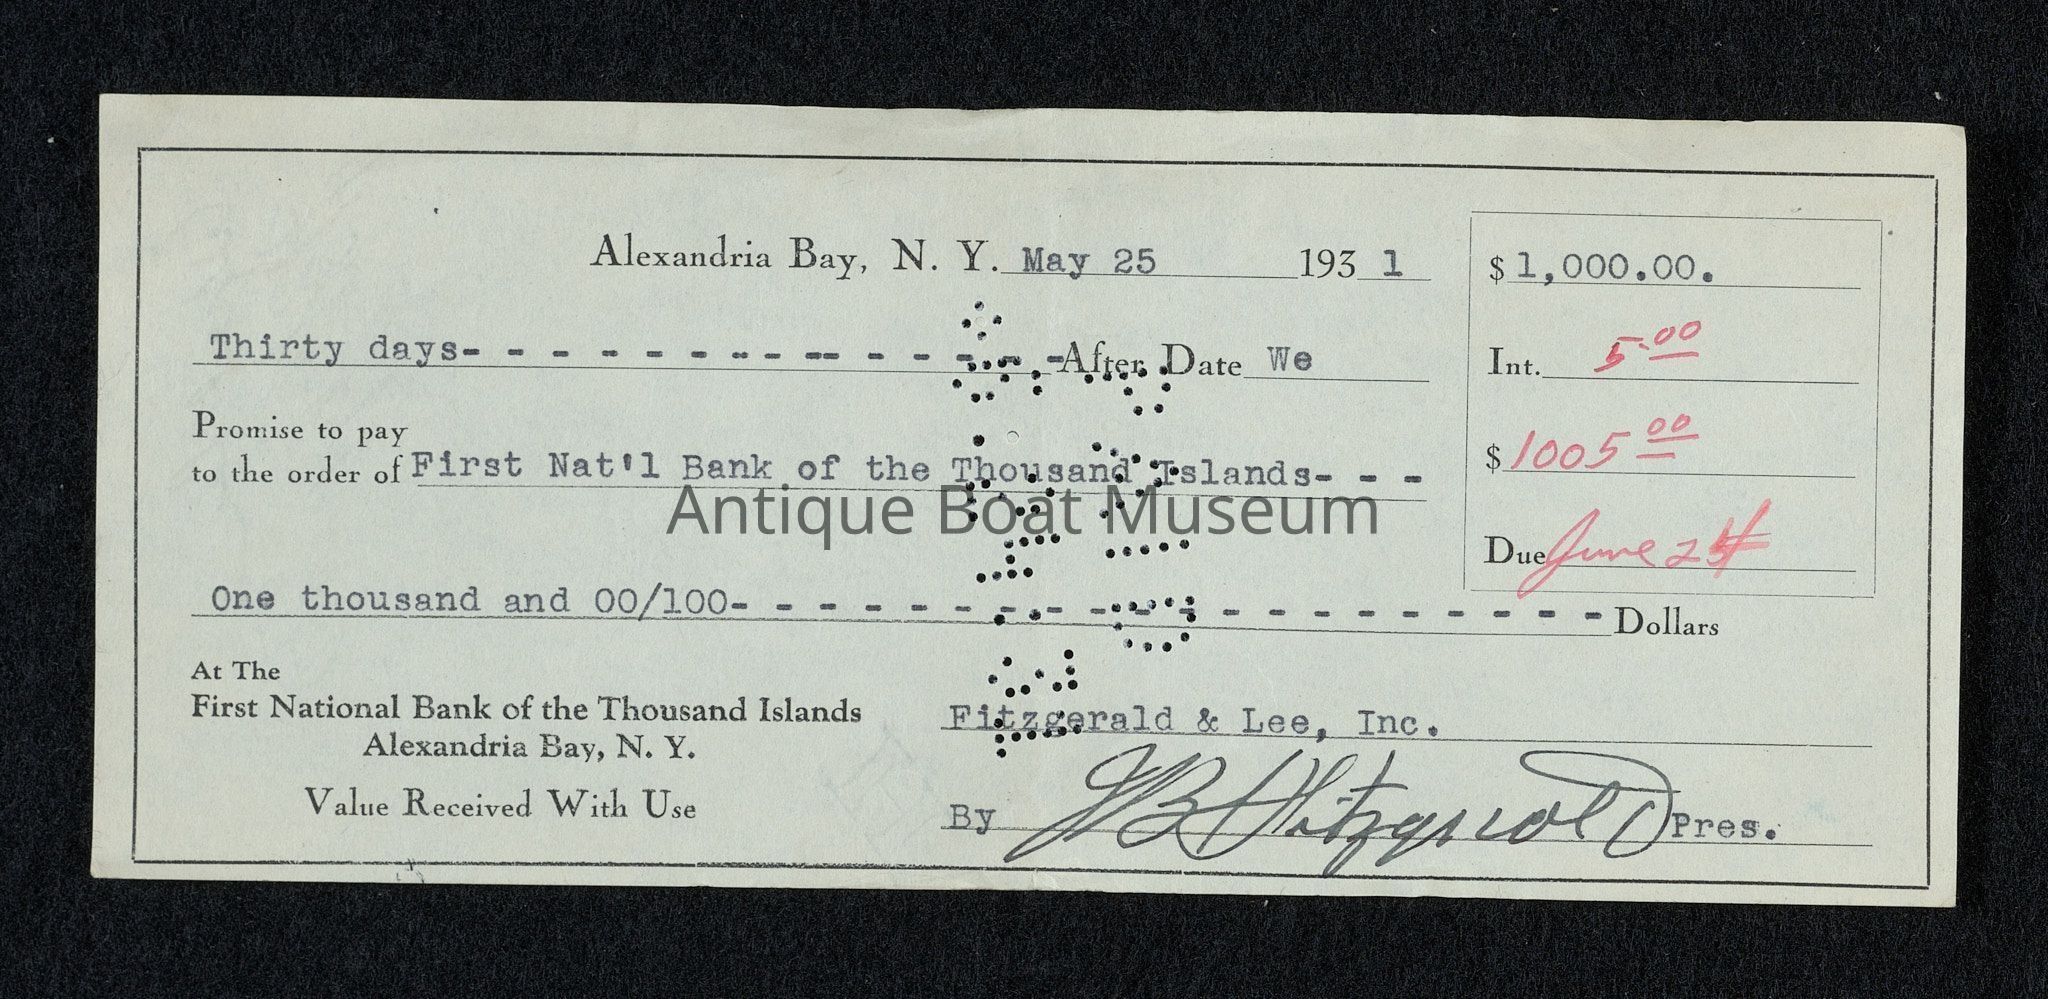 Alexandria Bay, N. Y. May 25 193 1
$ 1,000.00.
Thirty days- - - - - - - - - - - - - -After Date We
Int. 5.00
Promise to pay
to the order of First Nat'l Bank of the Thousand Islands- - -
$ 1005 00
Antique Boat Museum
Due June 24
One thousand and 00/100- - - - - - - - - - - - - - - - - - - - Dollars
At The
First National Bank of the Thousand Islands
Alexandria Bay, N. Y.
Value Received With Use
Fitzgerald & Lee, Inc.
By JB Fitzgerald Pres.